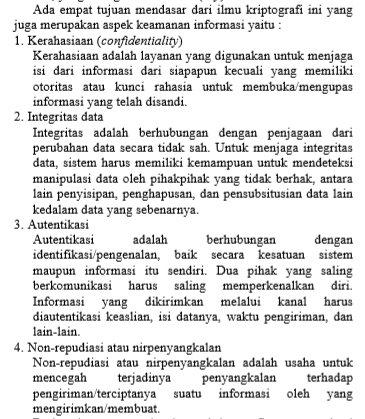 Ada empat tujuan mendasar dari ilmu kriptografi ini yang
juga merupakan aspek keamanan informasi yaitu :
1. Kerahasiaan (confidentiality)
Kerahasiaan adalah layanan yang digunakan untuk menjaga
isi dari informasi dari siapapun kecuali yang memiliki
otoritas atau kunci rahasia untuk membuka/mengupas
informasi yang telah disandi.
2. Integritas data
Integritas adalah berhubungan dengan penjagaan dari
perubahan data secara tidak sah. Untuk menjaga integritas
data, sistem harus memiliki kemampuan untuk mendeteksi
manipulasi data oleh pihakpihak yang tidak berhak, antara
lain penyisipan, penghapusan, dan pensubsitusian data lain
kedalam data yang sebenarnya.
3. Autentikasi
Autentikasi adalah berhubungan dengan
identifikasi/pengenalan, baik secara kesatuan sistem
maupun informasi itu sendiri. Dua pihak yang saling
berkomunikasi harus saling memperkenalkan diri.
Informasi yang dikirimkan melalui kanal harus
diautentikasi keaslian, isi datanya, waktu pengiriman, dan
lain-lain.
4. Non-repudiasi atau nirpenyangkalan
Non-repudiasi atau nirpenyangkalan adalah usaha untuk
mencegah terjadinya penyangkalan terhadap
pengiriman/terciptanya suatu informasi oleh yang
mengirimkan/membuat.